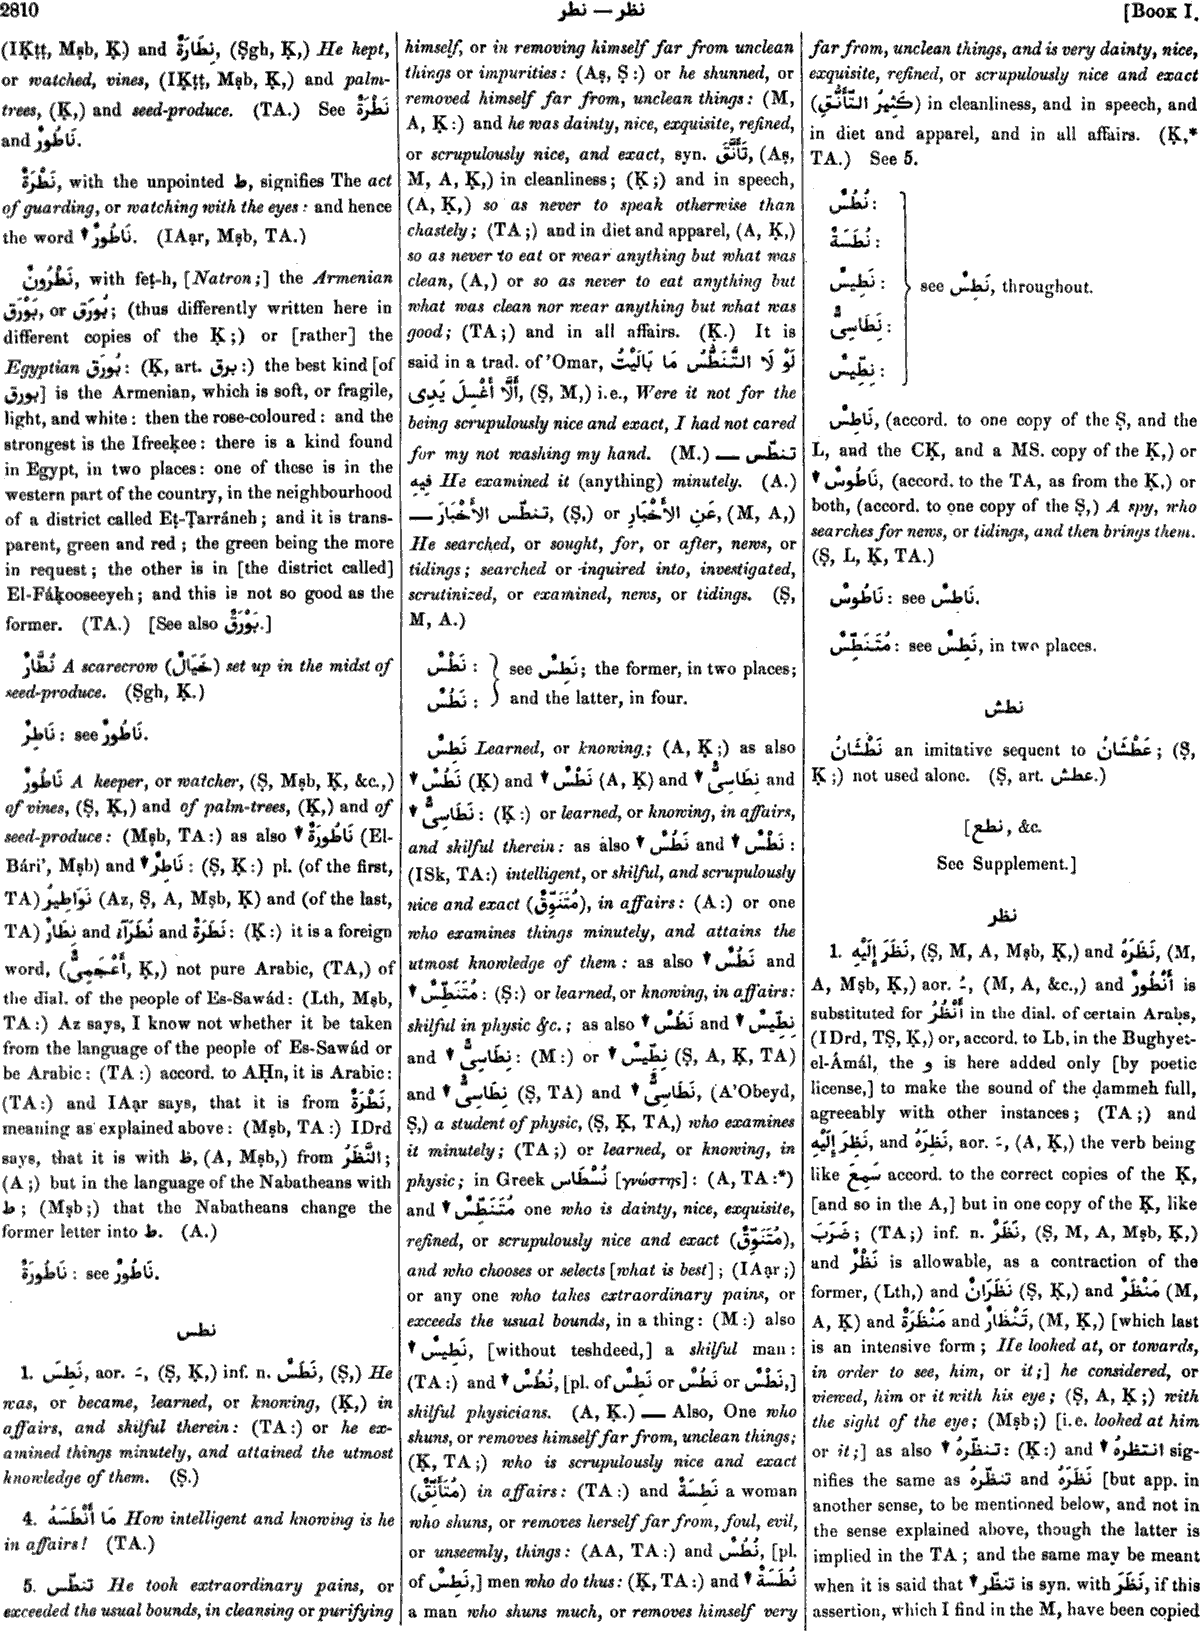 2810
نطر — نظر
[Book I.
(IḲṭṭ, Mṣb, Ḳ) and نِطَارَةٌ, (Ṣgh, Ḳ,) He kept,
or watched, vines, (IḲṭṭ, Mṣb, Ḳ,) and palm-
trees, (Ḳ,) and seed-produce. (TA.) See نَطْرَةٌ
and نَاطُورٌ.
نَطْرَةٌ, with the unpointed ط, signifies The act
of guarding, or watching with the eyes: and hence
the word ▼ نَاطُورٌ. (IAạr, Mṣb, TA.)
نَطْرُونٌ, with fet-ḥ, [Natron;] the Armenian
بَوْرَق, or بُورَق; (thus differently written here in
different copies of the Ḳ;) or [rather] the
Egyptian بُورَق: (Ḳ, art. برق:) the best kind [of
بورق] is the Armenian, which is soft, or fragile,
light, and white: then the rose-coloured: and the
strongest is the Ifreeḳee: there is a kind found
in Egypt, in two places: one of these is in the
western part of the country, in the neighbourhood
of a district called Eṭ-Ṭarráneh; and it is trans-
parent, green and red; the green being the more
in request; the other is in [the district called]
El-Fáḳooseeyeh; and this is not so good as the
former. (TA.) [See also بَوْرَقٌ.]
نُطَّارٌ A scarecrow (خَيَالٌ) set up in the midst of
seed-produce. (Ṣgh, Ḳ.)
نَاطِرٌ: see نَاطُورٌ.
نَاطُورٌ A keeper, or watcher, (Ṣ, Mṣb, Ḳ, &c.,)
of vines, (Ṣ, Ḳ,) and of palm-trees, (Ḳ,) and of
seed-produce: (Mṣb, TA:) as also ▼ نَاطُورَةٌ (El-
Bári’, Mṣb) and ▼ نَاطِرٌ: (Ṣ, Ḳ:) pl. (of the first,
TA) نَوَاطِيرُ (Az, Ṣ, A, Mṣb, Ḳ) and (of the last,
TA) نُطَّارٌ and نُطَرَآءُ and نَطَرَةٌ: (Ḳ:) it is a foreign
word, (أَعْجَمِىٌّ, Ḳ,) not pure Arabic, (TA,) of
the dial. of the people of Es-Sawád: (Lth, Mṣb,
TA:) Az says, I know not whether it be taken
from the language of the people of Es-Sawád or
be Arabic: (TA:) accord. to AḤn, it is Arabic:
(TA:) and IAạr says, that it is from نَطْرَةٌ,
meaning as explained above: (Mṣb, TA:) IDrd
says, that it is with ظ, (A, Mṣb,) from النَّظَرُ;
(A;) but in the language of the Nabatheans with
ط; (Mṣb;) that the Nabatheans change the
former letter into ط. (A.)
نَاطُورَةٌ: see نَاطُورٌ.
نطس
1. نَطِسَ, aor. ـَ, (Ṣ, Ḳ,) inf. n. نَطَسٌ, (Ṣ,) He
was, or became, learned, or knowing, (Ḳ,) in
affairs, and skilful therein: (TA:) or he ex-
amined things minutely, and attained the utmost
knowledge of them. (Ṣ.)
4. مَا أَنْطَسَهُ How intelligent and knowing is he
in affairs! (TA.)
5. تنطّس He took extraordinary pains, or
exceeded the usual bounds, in cleansing or purifying
himself, or in removing himself far from unclean
things or impurities: (Aṣ, Ṣ:) or he shunned, or
removed himself far from, unclean things: (M,
A, Ḳ:) and he was dainty, nice, exquisite, refined,
or scrupulously nice, and exact, syn. تَأَنَّقَ, (Aṣ,
M, A, Ḳ,) in cleanliness; (Ḳ;) and in speech,
(A, Ḳ,) so as never to speak otherwise than
chastely; (TA;) and in diet and apparel, (A, Ḳ,)
so as never to eat or wear anything but what was
clean, (A,) or so as never to eat anything but
what was clean nor wear anything but what was
good; (TA;) and in all affairs. (Ḳ.) It is
said in a trad. of ’Omar, لَوْ لَا التَّنَطُّسُ مَا بَالَيْتُ
أَلَّا أَغْسِلَ يَدِى, (Ṣ, M,) i.e., Were it not for the
being scrupulously nice and exact, I had not cared
for my not washing my hand. (M.) — تنطّس
فيه He examined it (anything) minutely. (A.)
— تنطّس الأَخْبَارَ, (Ṣ,) or عَنِ الأَخْبَارِ, (M, A,)
He searched, or sought, for, or after, news, or
tidings; searched or inquired into, investigated,
scrutinized, or examined, news, or tidings. (Ṣ,
M, A.)
نَطْسٌ: } see نَطِسٌ; the former, in two places;
نَطُسٌ: } and the latter, in four.
نَطِسٌ Learned, or knowing; (A, Ḳ;) as also
▼ نَطُسٌ (Ḳ) and ▼ نَطْسٌ (A, Ḳ) and ▼ نِطَاسِىٌّ and
▼ نَطَاسِىٌّ: (Ḳ:) or learned, or knowing, in affairs,
and skilful therein: as also ▼ نَطُسٌ and ▼ نَطْسٌ:
(ISk, TA:) intelligent, or skilful, and scrupulously
nice and exact (مُتَنَوِّقٌ), in affairs: (A:) or one
who examines things minutely, and attains the
utmost knowledge of them: as also ▼ نَطُسٌ and
▼ مُتَنَطِّسٌ: (Ṣ:) or learned, or knowing, in affairs:
skilful in physic &c.; as also ▼ نَطُسٌ and ▼ نِطِّيسٌ
and ▼ نِطَاسِىٌّ: (M:) or ▼ نِطِّيسٌ (Ṣ, A, Ḳ, TA)
and ▼ نِطَاسِىٌّ (Ṣ, TA) and ▼ نَطَاسِىٌّ, (A’Obeyd,
Ṣ,) a student of physic, (Ṣ, Ḳ, TA,) who examines
it minutely; (TA;) or learned, or knowing, in
physic; in Greek نُسْطَاس [γνώστης]: (A, TA:*)
and ▼ مُتَنَطِّسٌ one who is dainty, nice, exquisite,
refined, or scrupulously nice and exact (مُتَنَوِّقٌ),
and who chooses or selects [what is best]; (IAạr;)
or any one who takes extraordinary pains, or
exceeds the usual bounds, in a thing: (M:) also
▼ نَطِيسٌ, [without teshdeed,] a skilful man:
(TA:) and ▼ نُطُسٌ, [pl. of نَطِسٌ or نَطْسٌ or نَطُسٌ,]
skilful physicians. (A, Ḳ.) — Also, One who
shuns, or removes himself far from, unclean things;
(Ḳ, TA;) who is scrupulously nice and exact
(مُتَأَنِّقٌ) in affairs: (TA:) and نَطِسَةٌ a woman
who shuns, or removes herself far from, foul, evil,
or unseemly, things: (AA, TA:) and نُطُسٌ, [pl.
of نَطِسٌ,] men who do thus: (Ḳ, TA:) and ▼ نُطَسَةٌ
a man who shuns much, or removes himself very
far from, unclean things, and is very dainty, nice,
exquisite, refined, or scrupulously nice and exact
(كَثِيرُ التَّأَنُّقِ) in cleanliness, and in speech, and
in diet and apparel, and in all affairs. (Ḳ,*
TA.) See 5.
نُطُسٌ:
نُطَسَةٌ:
نَطِيسٌ: } see نَطِسٌ, throughout.
نَطَاسِىٌّ:
نِطِّيسٌ:
نَاطِسٌ, (accord. to one copy of the Ṣ, and the
L, and the CḲ, and a MS. copy of the Ḳ,) or
▼ نَاطُوسٌ, (accord. to the TA, as from the Ḳ,) or
both, (accord. to one copy of the Ṣ,) A spy, who
searches for news, or tidings, and then brings them.
(Ṣ, L, Ḳ, TA.)
نَاطُوسٌ: see نَاطِسٌ.
مُتَنَطِّسٌ: see نَطِسٌ, in two places.
نطش
نَطْشَانُ an imitative sequent to عَطْشَانُ; (Ṣ,
Ḳ;) not used alone. (Ṣ, art. عطش.)
[نطع, &c.
See Supplement.]
نظر
1. نَظَرَ إِلَيْهِ, (Ṣ, M, A, Mṣb, Ḳ,) and نَظَرَهُ, (M,
A, Mṣb, Ḳ,) aor. ـُ, (M, A, &c.,) and أَنْظُورُ is
substituted for أَنْظُرُ in the dial. of certain Arabs,
(IDrd, TṢ, Ḳ,) or, accord. to Lb, in the Bughyet-
el-Ámál, the و is here added only [by poetic
license,] to make the sound of the ḍammeh full,
agreeably with other instances; (TA;) and
نَظِرَ إِلَيْهِ, and نَظِرَهُ, aor. ـَ, (A, Ḳ,) the verb being
like سَمِعَ accord. to the correct copies of the Ḳ,
[and so in the A,] but in one copy of the Ḳ, like
ضَرَبَ; (TA;) inf. n. نَظَرٌ, (Ṣ, M, A, Mṣb, Ḳ,)
and نَظْرٌ is allowable, as a contraction of the
former, (Lth,) and نَظَرَانٌ (Ṣ, Ḳ,) and مَنْظَرٌ (M,
A, Ḳ) and مَنْظَرَةٌ and تَنْظَارٌ, (M, Ḳ,) [which last
is an intensive form; He looked at, or towards,
in order to see, him, or it;] he considered, or
viewed, him or it with his eye; (Ṣ, A, Ḳ;) with
the sight of the eye; (Mṣb;) [i.e. looked at him
or it;] as also ▼ تنظّرهُ: (Ḳ:) and ▼ انتظرهُ sig-
nifies the same as نَظَرَهُ and تنظّرهُ [but app. in
another sense, to be mentioned below, and not in
the sense explained above, though the latter is
implied in the TA; and the same may be meant
when it is said that ▼ تنظّر is syn. with نَظَرَ, if this
assertion, which I find in the M, have been copied